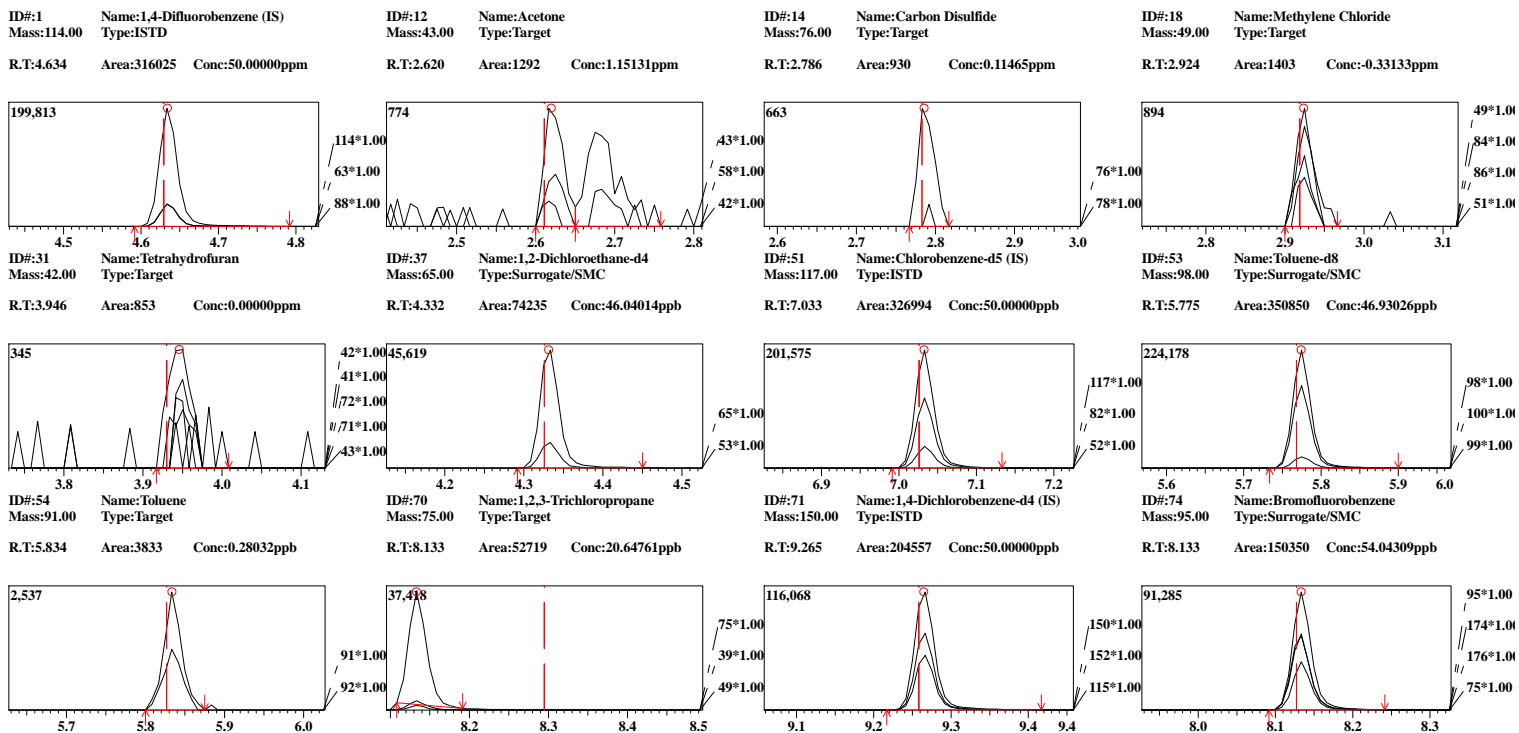 ID#:1 Name:1,4-Difluorobenzene (IS)
Mass:114.00 Type:ISTD
R.T:4.634 Area:316025 Conc:50.00000ppm
199,813
114*1.00
63*1.00
88*1.00
4.5 4.6 4.7 4.8
ID#:12 Name:Acetone
Mass:43.00 Type:Target
R.T:2.620 Area:1292 Conc:1.15131ppm
774
43*1.00
58*1.00
42*1.00
2.5 2.6 2.7 2.8
ID#:14 Name:Carbon Disulfide
Mass:76.00 Type:Target
R.T:2.786 Area:930 Conc:0.11465ppm
663
76*1.00
78*1.00
2.6 2.7 2.8 2.9 3.0
ID#:18 Name:Methylene Chloride
Mass:49.00 Type:Target
R.T:2.924 Area:1403 Conc:-0.33133ppm
894
49*1.00
84*1.00
86*1.00
51*1.00
2.8 2.9 3.0 3.1
ID#:31 Name:Tetrahydrofuran
Mass:42.00 Type:Target
R.T:3.946 Area:853 Conc:0.00000ppm
345
42*1.00
41*1.00
72*1.00
71*1.00
43*1.00
3.8 3.9 4.0 4.1
ID#:37 Name:1,2-Dichloroethane-d4
Mass:65.00 Type:Surrogate/SMC
R.T:4.332 Area:74235 Conc:46.04014ppb
45,619
65*1.00
53*1.00
4.2 4.3 4.4 4.5
ID#:51 Name:Chlorobenzene-d5 (IS)
Mass:117.00 Type:ISTD
R.T:7.033 Area:326994 Conc:50.00000ppb
201,575
117*1.00
82*1.00
52*1.00
6.9 7.0 7.1 7.2
ID#:53 Name:Toluene-d8
Mass:98.00 Type:Surrogate/SMC
R.T:5.775 Area:350850 Conc:46.93026ppb
224,178
98*1.00
100*1.00
99*1.00
5.6 5.7 5.8 5.9 6.0
ID#:54 Name:Toluene
Mass:91.00 Type:Target
R.T:5.834 Area:3833 Conc:0.28032ppb
2,537
91*1.00
92*1.00
5.7 5.8 5.9 6.0
ID#:70 Name:1,2,3-Trichloropropane
Mass:75.00 Type:Target
R.T:8.133 Area:52719 Conc:20.64761ppb
37,418
75*1.00
39*1.00
49*1.00
8.2 8.3 8.4 8.5
ID#:71 Name:1,4-Dichlorobenzene-d4 (IS)
Mass:150.00 Type:ISTD
R.T:9.265 Area:204557 Conc:50.00000ppb
116,068
150*1.00
152*1.00
115*1.00
9.1 9.2 9.3 9.4 9.4
ID#:74 Name:Bromofluorobenzene
Mass:95.00 Type:Surrogate/SMC
R.T:8.133 Area:150350 Conc:54.04309ppb
91,285
95*1.00
174*1.00
176*1.00
75*1.00
8.0 8.1 8.2 8.3